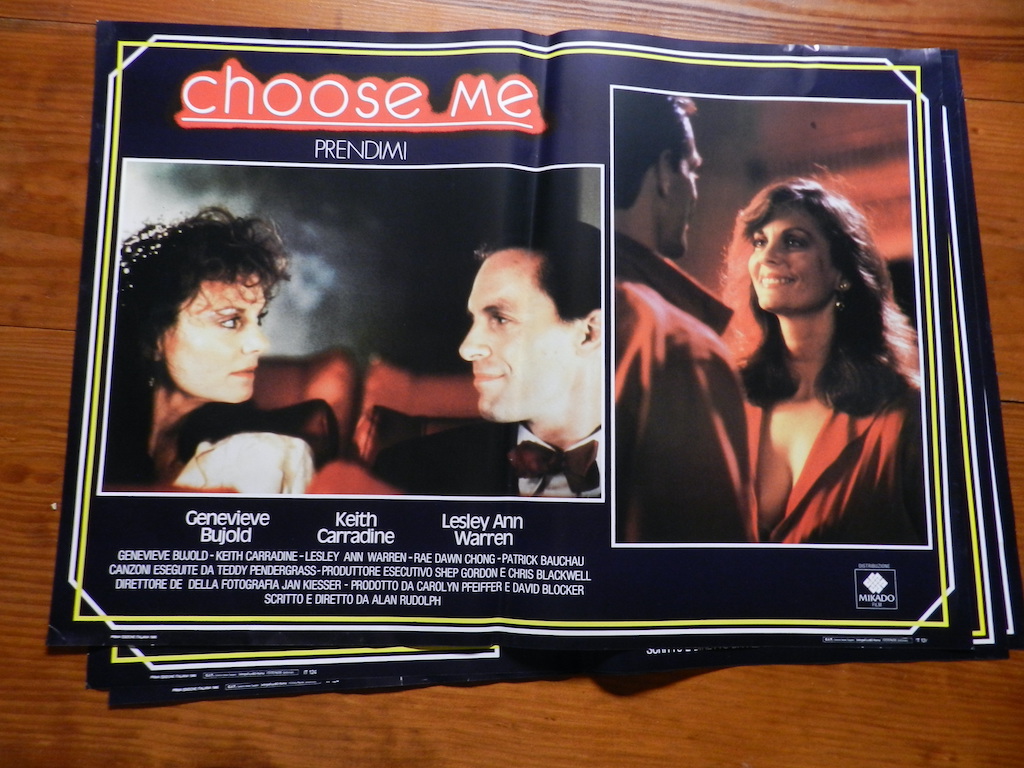 choose me
PRENDIMI
Genevieve Bujold
Keith Carradine
Lesley Ann Warren
GENEVIEVE BUJOLD - KEITH CARRADINE - LESLEY ANN WARREN - RAE DAWN CHONG - PATRICK BAUCHAU
CANZONI ESEGUITE DA TEDDY PENDERGRASS - PRODUTTORE ESECUTIVO SHEP GORDON E CHRIS BLACKWELL
DIRETTORE DE DELLA FOTOGRAFIA JAN KIESSER - PRODOTTO DA CAROLYN PFEIFFER E DAVID BLOCKER
SCRITTO E DIRETTO DA ALAN RUDOLPH
DISTRIBUZIONE
MIKADO
FILM
IT 124